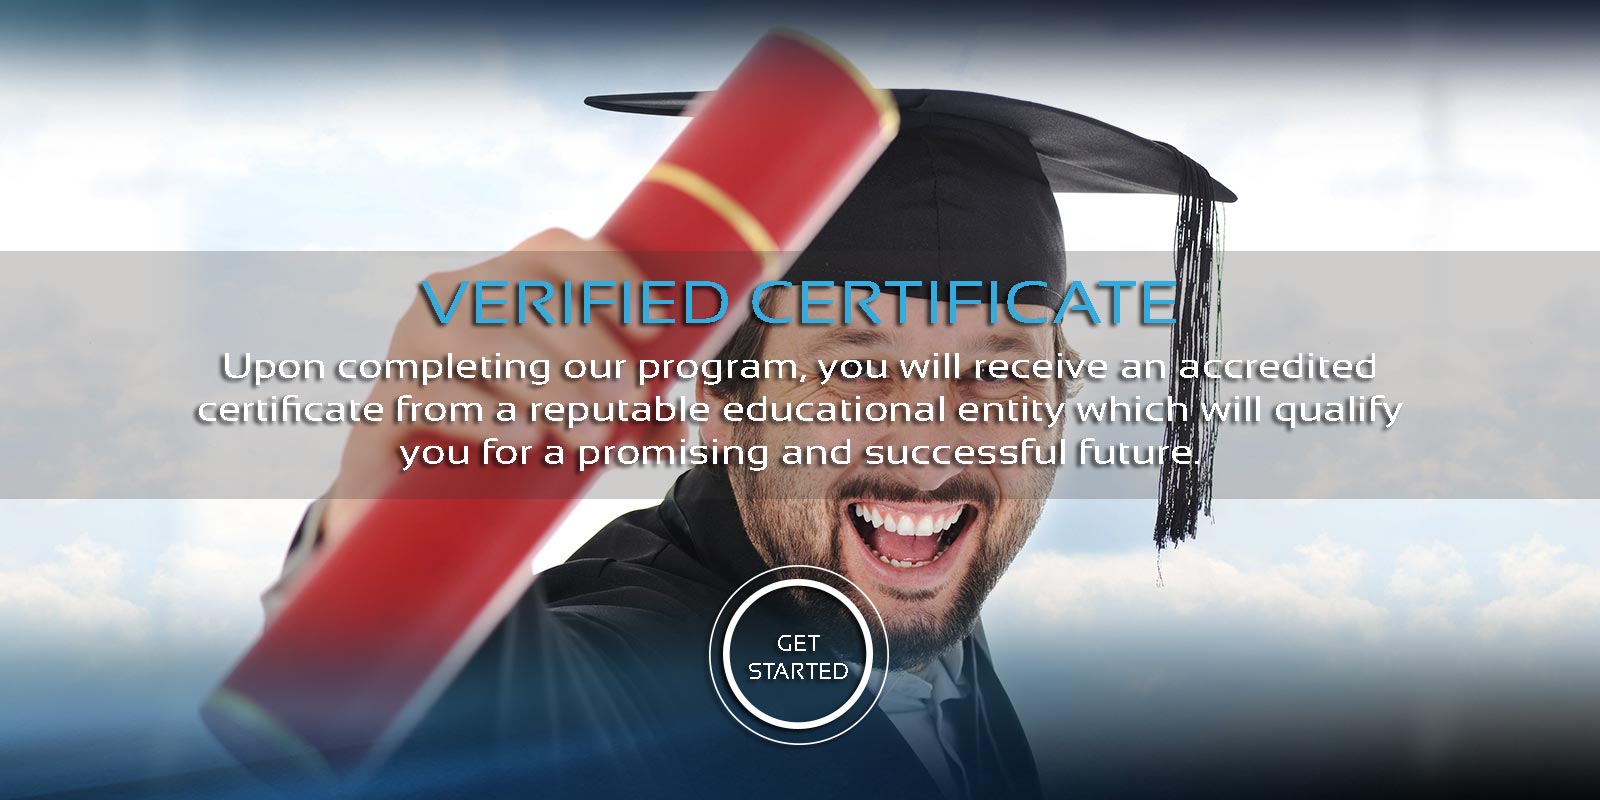 VERIFIED CERTIFICATE
Upon completing our program, you will receive an accredited
certificate from a reputable educational entity which will qualify
you for a promising and successful future.
GET
STARTED